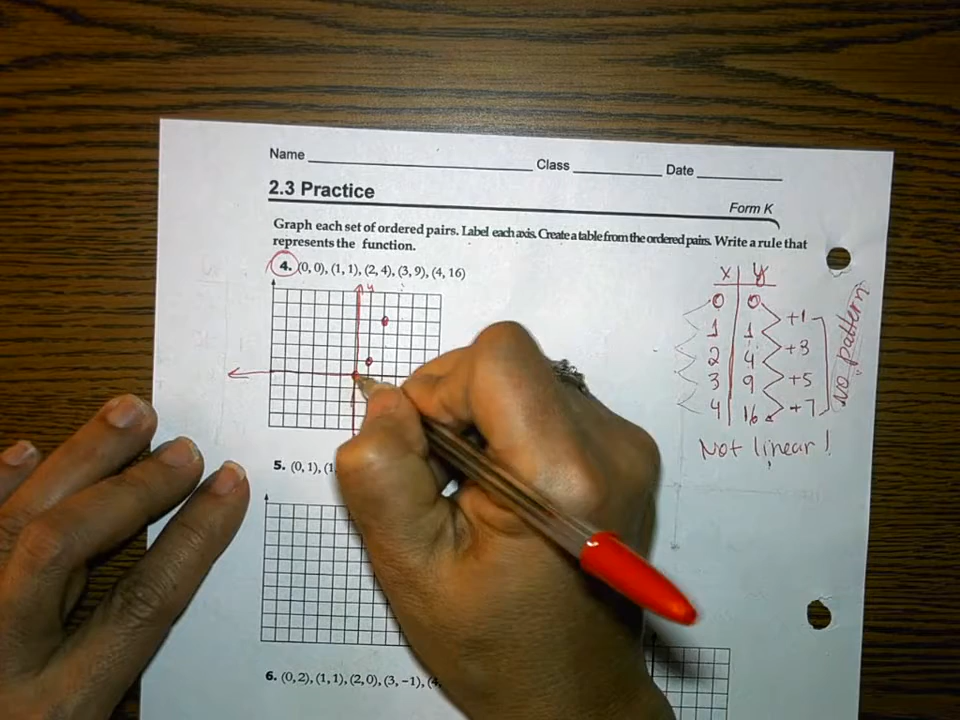 Name Class Date
2.3 Practice
Form K
Graph each set of ordered pairs. Label each axis. Create a table from the ordered pairs. Write a rule that
represents the function.
4. (0, 0), (1, 1), (2, 4), (3, 9), (4, 16)
y
x y
0 0
1 1
2 4
3 9
4 16
+1
+3
+5
+7
No pattern
Not linear!
5. (0, 1), (1
6. (0, 2), (1, 1), (2, 0), (3, −1), (4,